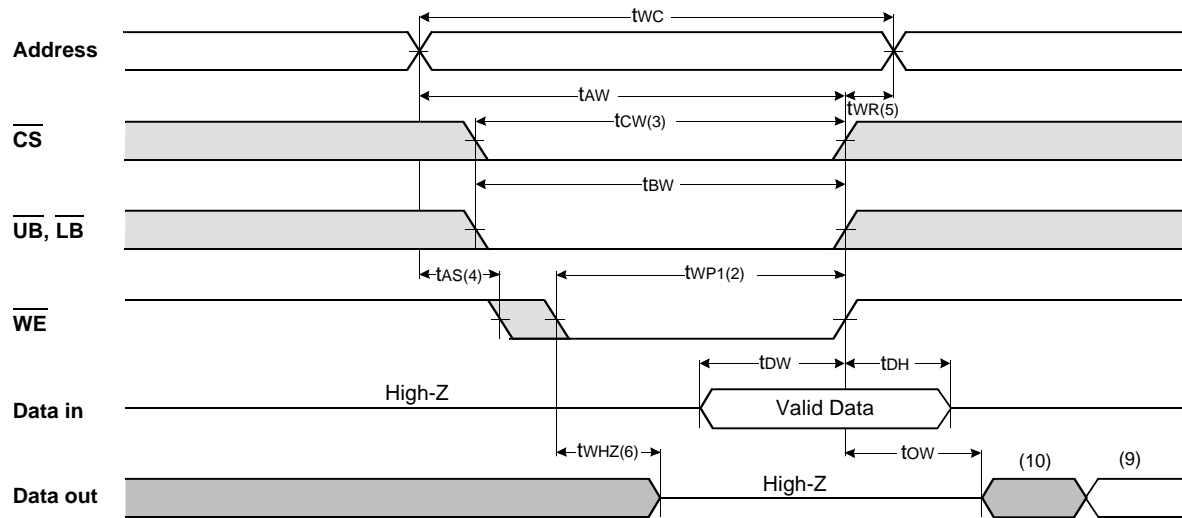 tWC
Address
tAW
tWR(5)
tCW(3)
CS
tBW
UB, LB
tAS(4)
tWP1(2)
WE
tDW
tDH
High-Z
Data in
Valid Data
tWHZ(6)
tOW
(10)
(9)
High-Z
Data out